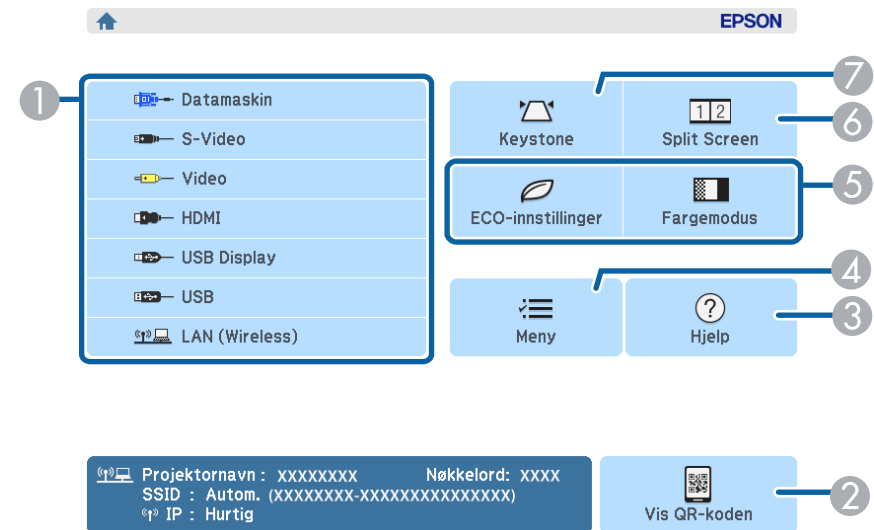 EPSON
1
Datamaskin
S-Video
Video
HDMI
USB Display
USB
LAN (Wireless)
7
Keystone
1 2
Split Screen
6
ECO-innstillinger
Fargemodus
5
4
Meny
?
Hjelp
3
Projektornavn : XXXXXXXX Nøkkelord: XXXX
SSID : Autom. (XXXXXXXX-XXXXXXXXXXXXXXX)
IP : Hurtig
Vis QR-koden
2